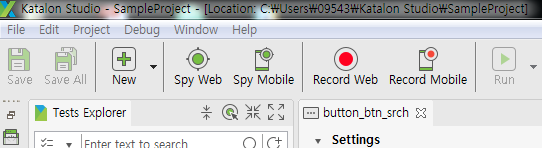 Katalon Studio - SampleProject - [Location: C:₩Users₩09543₩Katalon Studio₩SampleProject]
File Edit Project Debug Window Help
Save Save All New Spy Web Spy Mobile Record Web Record Mobile Run
Tests Explorer button_btn_srch
Enter text to search Settings